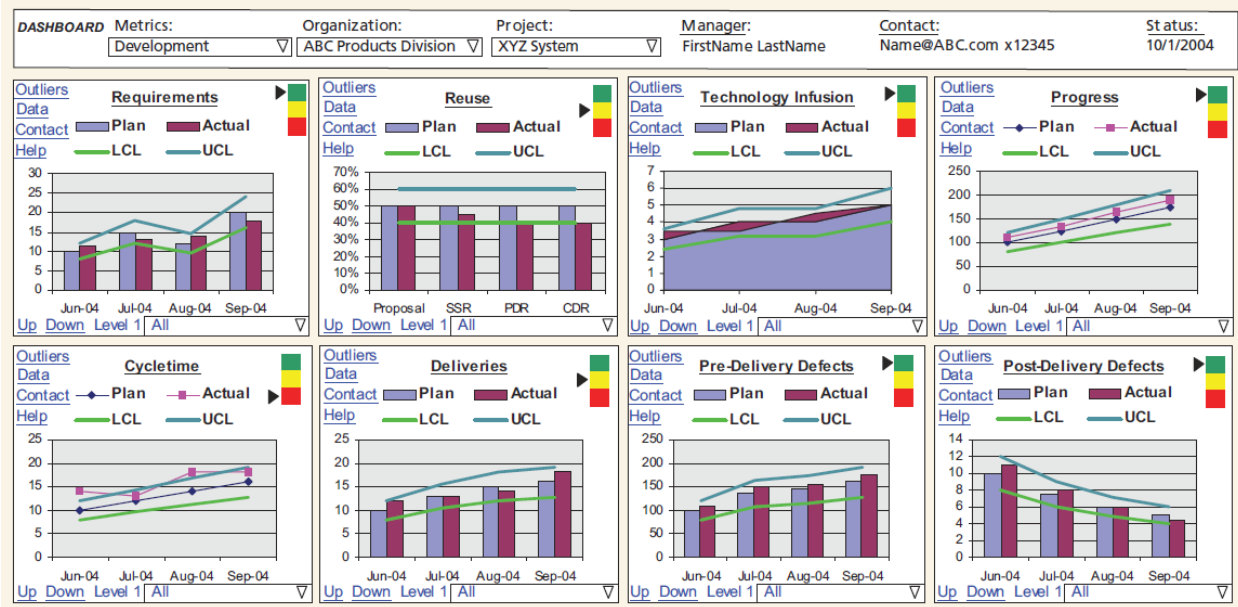 DASHBOARD Metrics: Organization: Project: Manager: Contact: Status:
Development ABC Products Division XYZ System FirstName LastName Name@ABC.com x12345 10/1/2004
Outliers
Data
Contact
Help
Requirements
Plan Actual
LCL UCL
30
25
20
15
10
5
0
Jun-04 Jul-04 Aug-04 Sep-04
Up Down Level 1 All
Outliers
Data
Contact
Help
Reuse
Plan Actual
LCL UCL
70%
60%
50%
40%
30%
20%
10%
0%
Proposal SSR PDR CDR
Up Down Level 1 All
Outliers
Data
Contact
Help
Technology Infusion
Plan Actual
LCL UCL
7
6
5
4
3
2
1
0
Jun-04 Jul-04 Aug-04 Sep-04
Up Down Level 1 All
Outliers
Data
Contact
Help
Progress
Plan Actual
LCL UCL
250
200
150
100
50
0
Jun-04 Jul-04 Aug-04 Sep-04
Up Down Level 1 All
Outliers
Data
Contact
Help
Cycletime
Plan Actual
LCL UCL
25
20
15
10
5
0
Jun-04 Jul-04 Aug-04 Sep-04
Up Down Level 1 All
Outliers
Data
Contact
Help
Deliveries
Plan Actual
LCL UCL
25
20
15
10
5
0
Jun-04 Jul-04 Aug-04 Sep-04
Up Down Level 1 All
Outliers
Data
Contact
Help
Pre-Delivery Defects
Plan Actual
LCL UCL
250
200
150
100
50
0
Jun-04 Jul-04 Aug-04 Sep-04
Up Down Level 1 All
Outliers
Data
Contact
Help
Post-Delivery Defects
Plan Actual
LCL UCL
14
12
10
8
6
4
2
0
Jun-04 Jul-04 Aug-04 Sep-04
Up Down Level 1 All